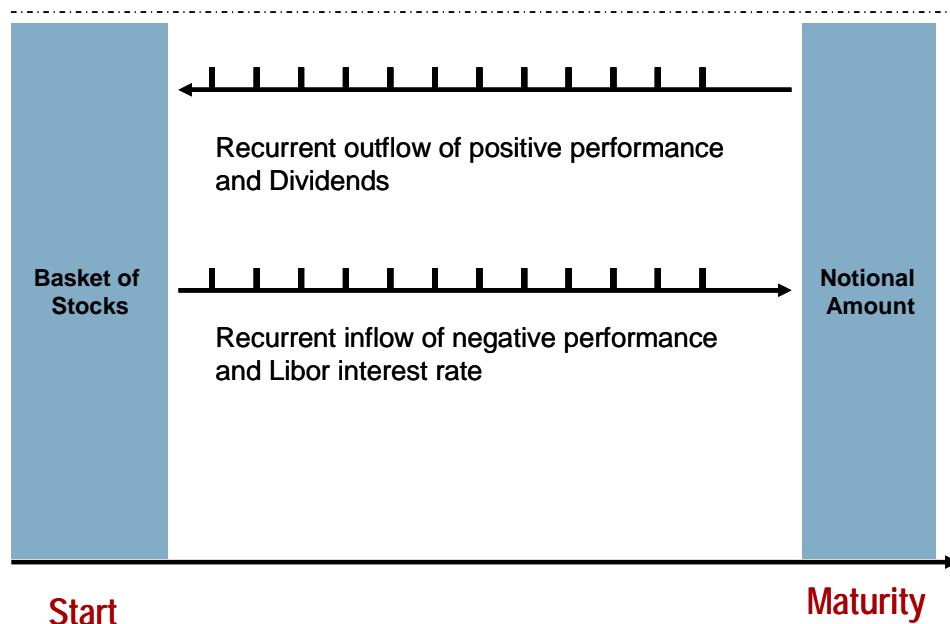 Recurrent outflow of positive performance
and Dividends
Basket of
Stocks
Notional
Amount
Recurrent inflow of negative performance
and Libor interest rate
Start
Maturity